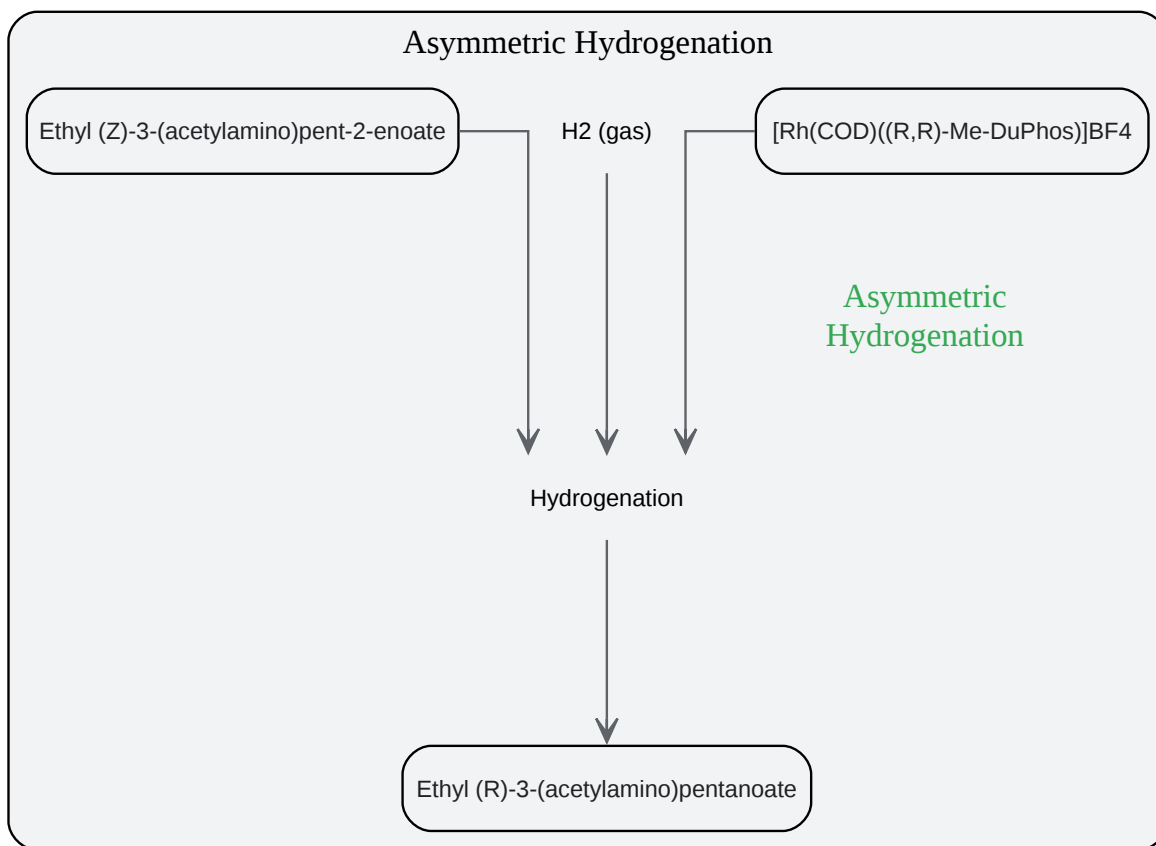 Asymmetric Hydrogenation
Ethyl (Z)-3-(acetylamino)pent-2-enoate
H2 (gas)
[Rh(COD)((R,R)-Me-DuPhos)]BF4
Asymmetric
Hydrogenation
Hydrogenation
Ethyl (R)-3-(acetylamino)pentanoate